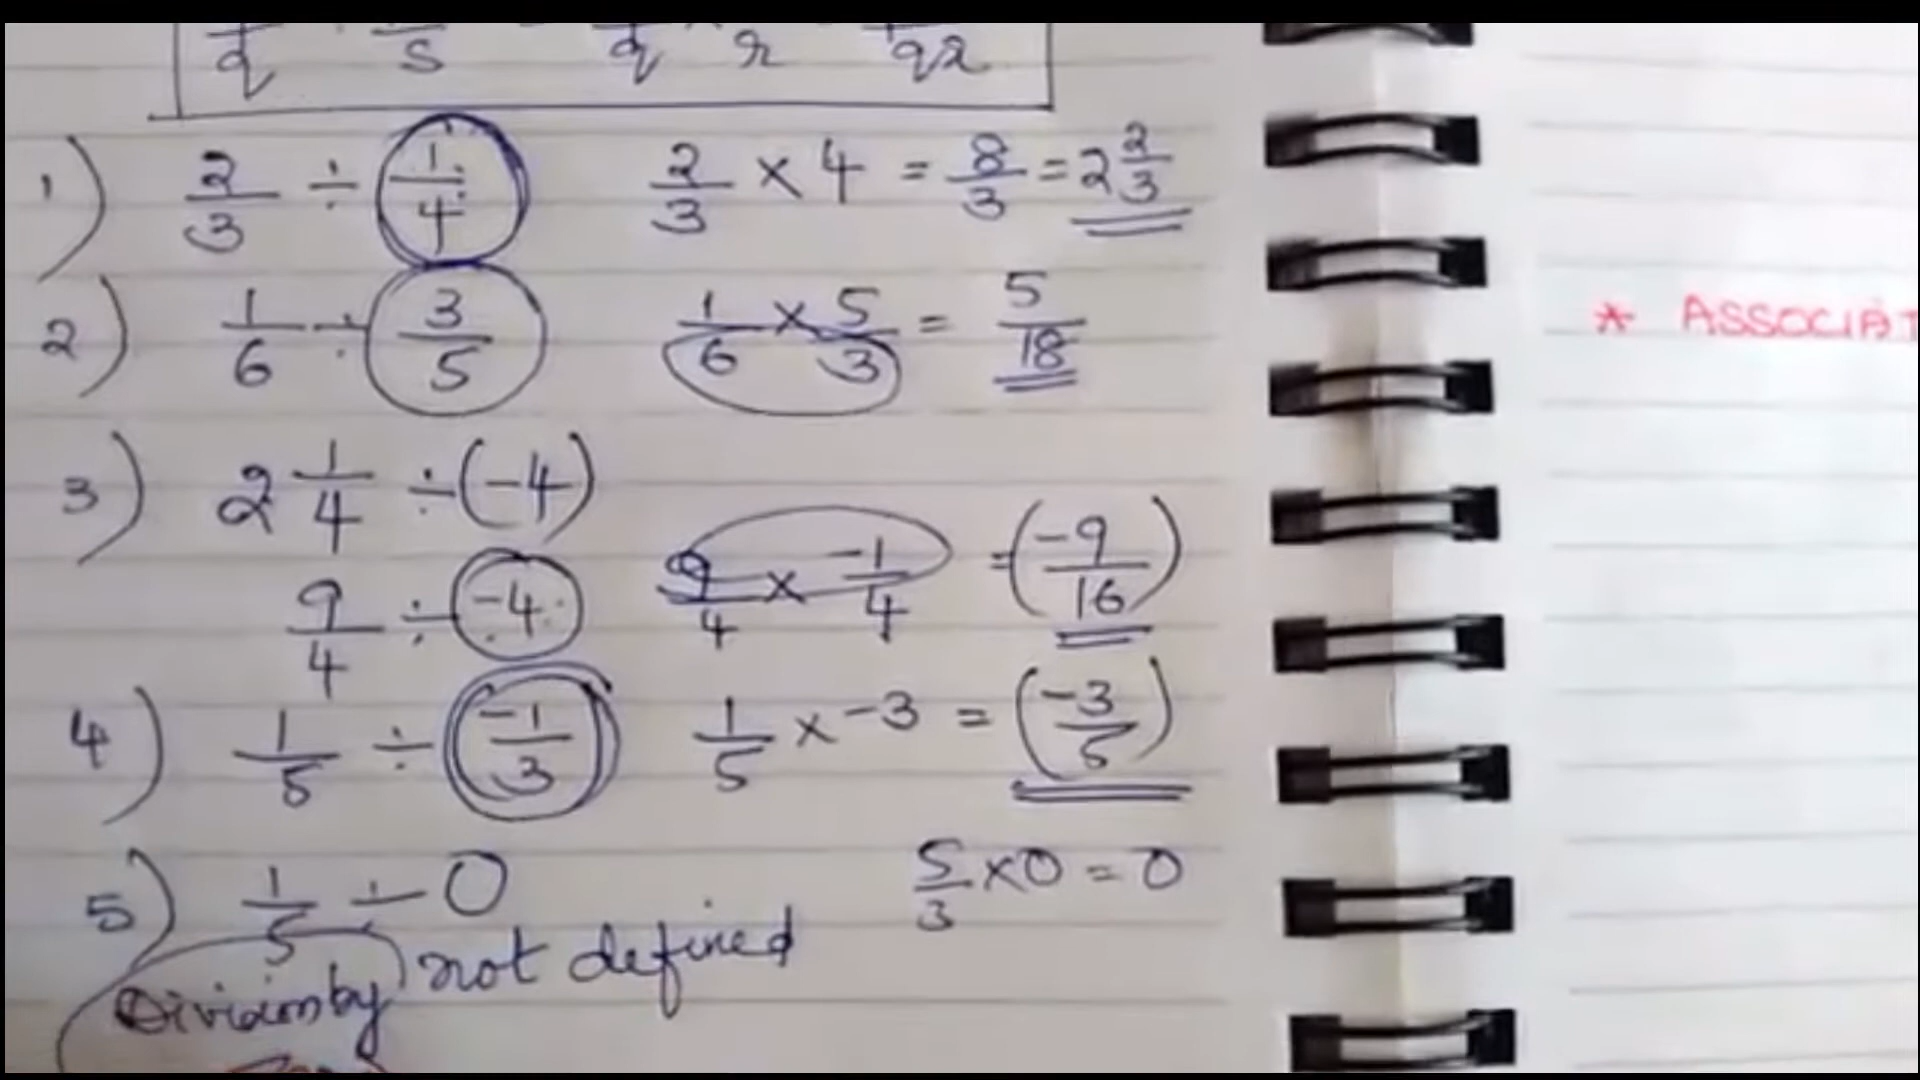 q s q r qr
1) 2/3 ÷ 1/4 2/3 × 4 = 8/3 = 2 2/3
2) 1/6 ÷ 3/5 1/6 × 5/3 = 5/18
3) 2 1/4 ÷ (-4)
9/4 ÷ -4 9/4 × -1/4 = (-9/16)
4) 1/5 ÷ -1/3 1/5 × -3 = (-3/5)
5) 1/5 ÷ 0 5/3 × 0 = 0
Division by not defined
* ASSOCIAT